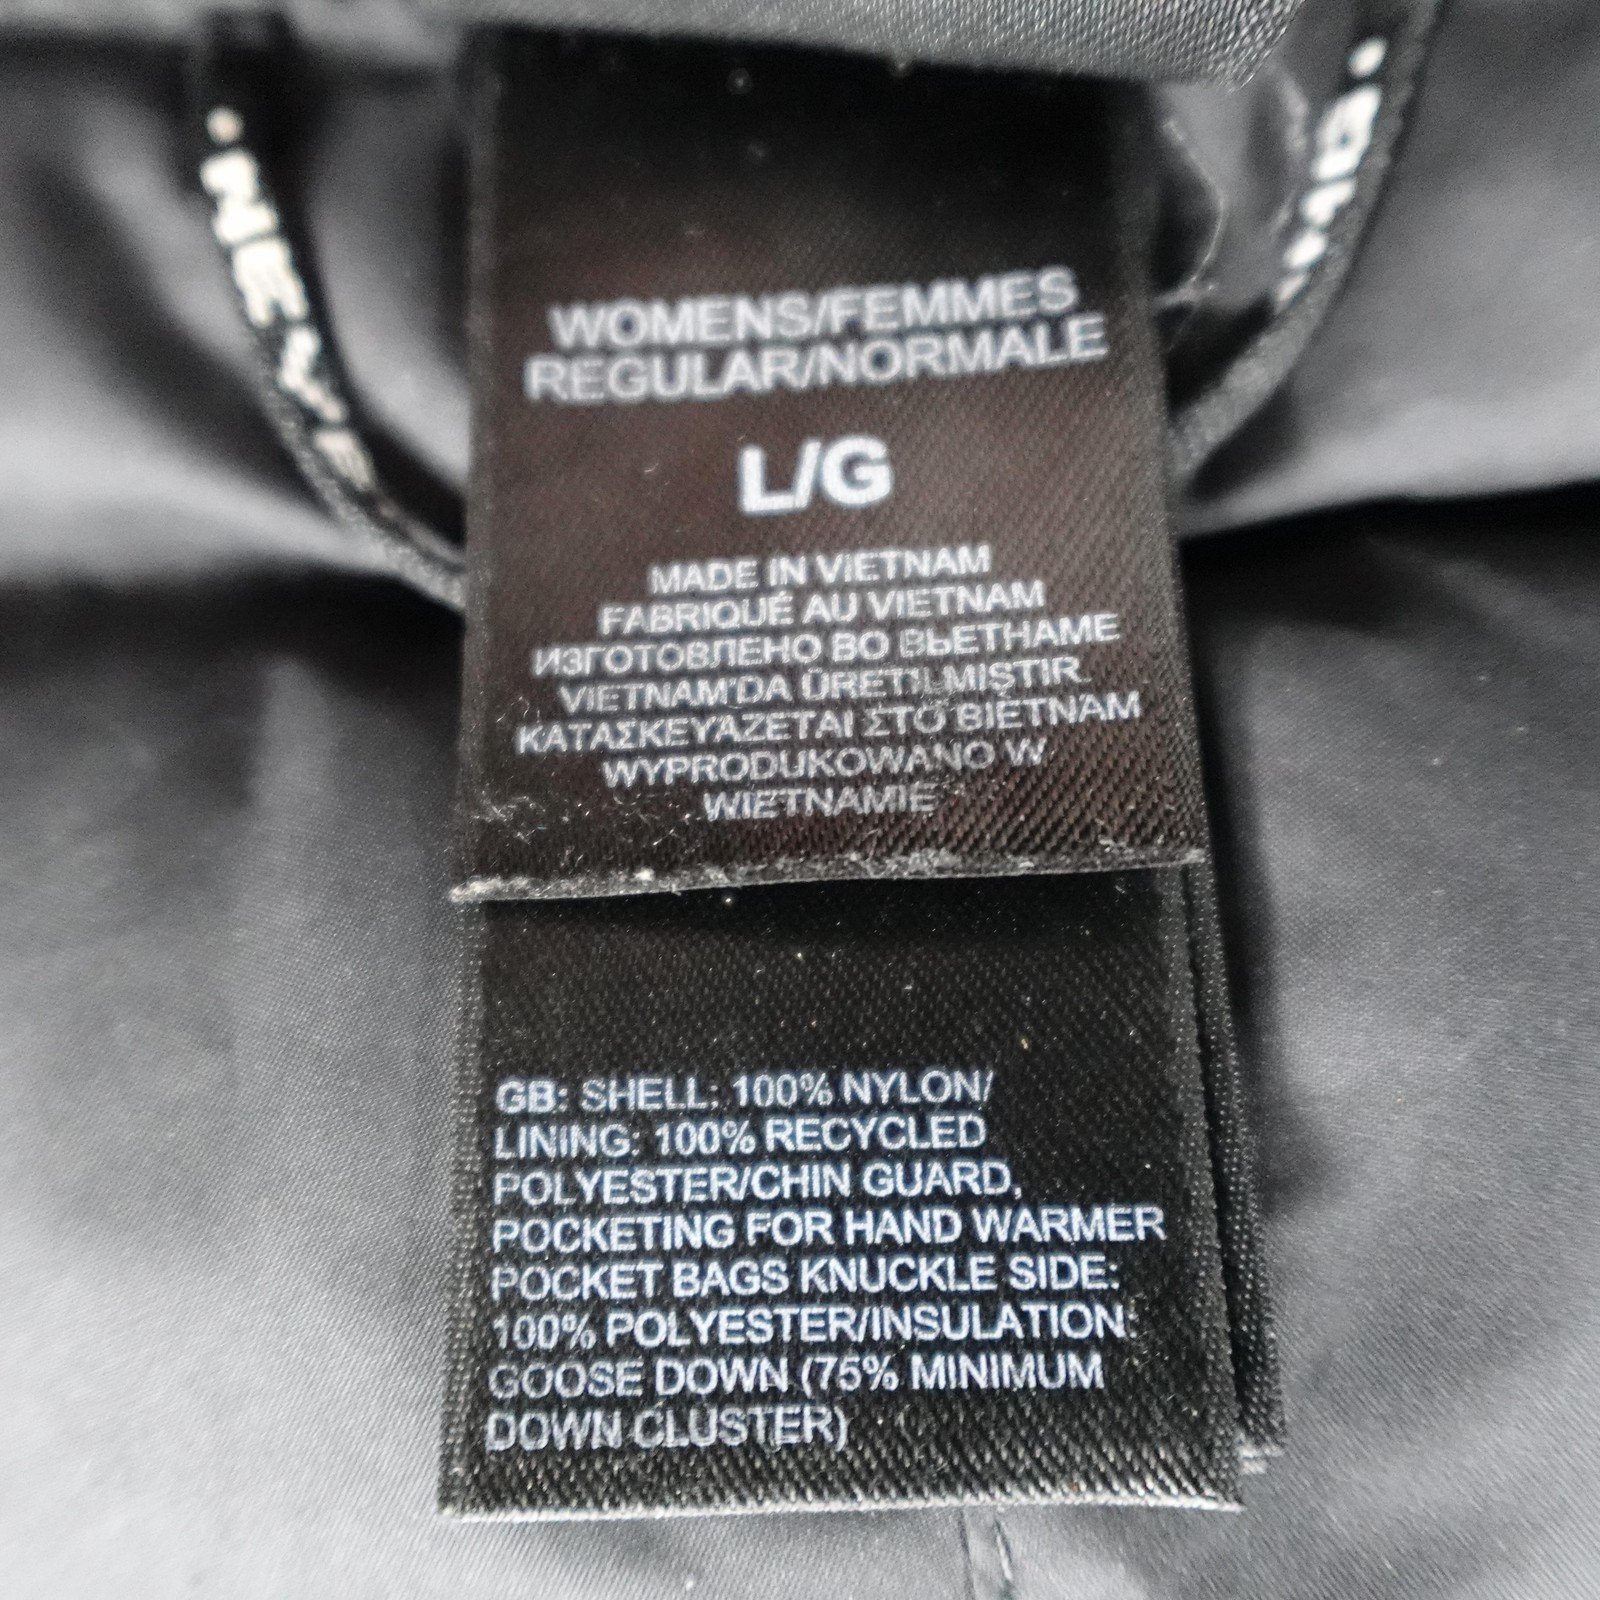 WOMENS/FEMMES
REGULAR/NORMALE
L/G
MADE IN VIETNAM
FABRIQUÉ AU VIETNAM
ИЗГОТОВЛЕНО ВО ВЬЕТНАМЕ
VIETNAM'DA ÜRETILMIŞTIR
ΚΑΤΑΣΚΕΥΆΖΕΤΑΙ ΣΤΟ ΒΙΕΤΝΆΜ
WYPRODUKOWANO W
WIETNAMIE
GB: SHELL: 100% NYLON/
LINING: 100% RECYCLED
POLYESTER/CHIN GUARD,
POCKETING FOR HAND WARMER
POCKET BAGS KNUCKLE SIDE:
100% POLYESTER/INSULATION:
GOOSE DOWN (75% MINIMUM
DOWN CLUSTER)